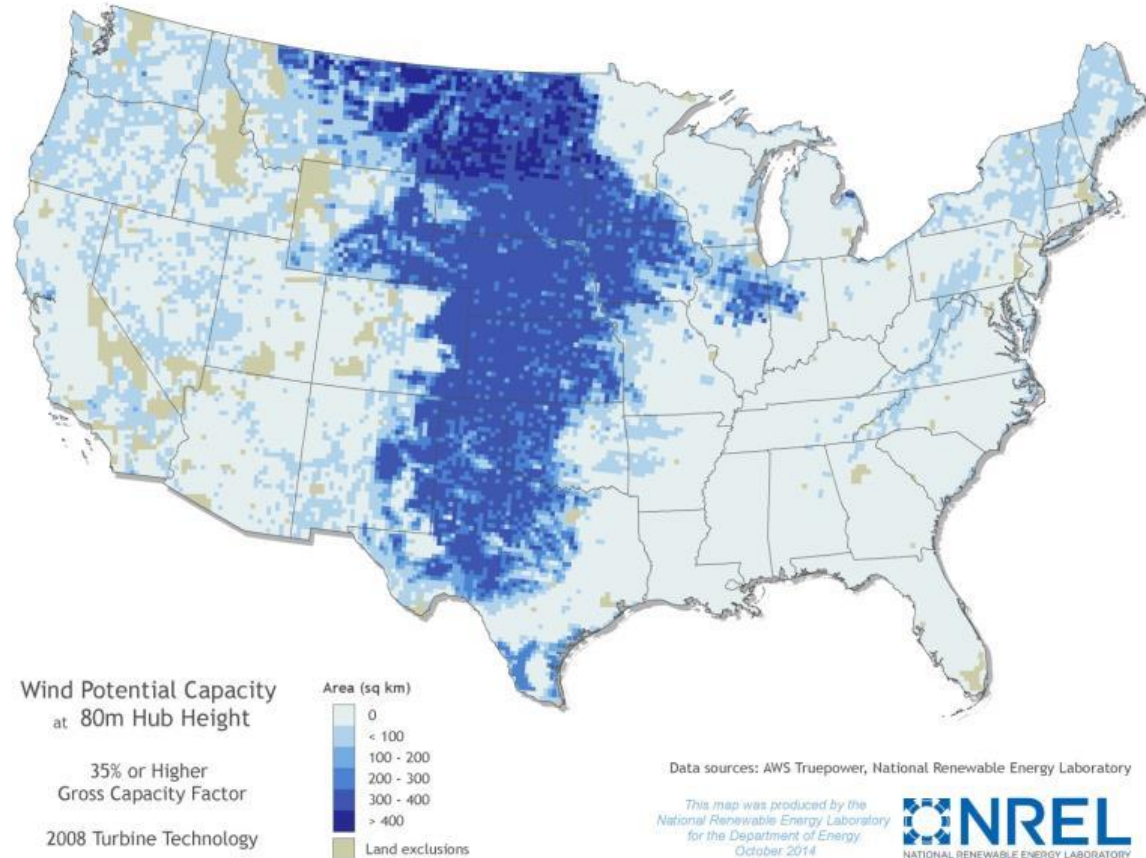 Wind Potential Capacity
at 80m Hub Height
35% or Higher
Gross Capacity Factor
2008 Turbine Technology
Area (sq km)
0
< 100
100 - 200
200 - 300
300 - 400
> 400
Land exclusions
Data sources: AWS Truepower, National Renewable Energy Laboratory
This map was produced by the
National Renewable Energy Laboratory
for the Department of Energy.
October 2014
NREL
NATIONAL RENEWABLE ENERGY LABORATORY